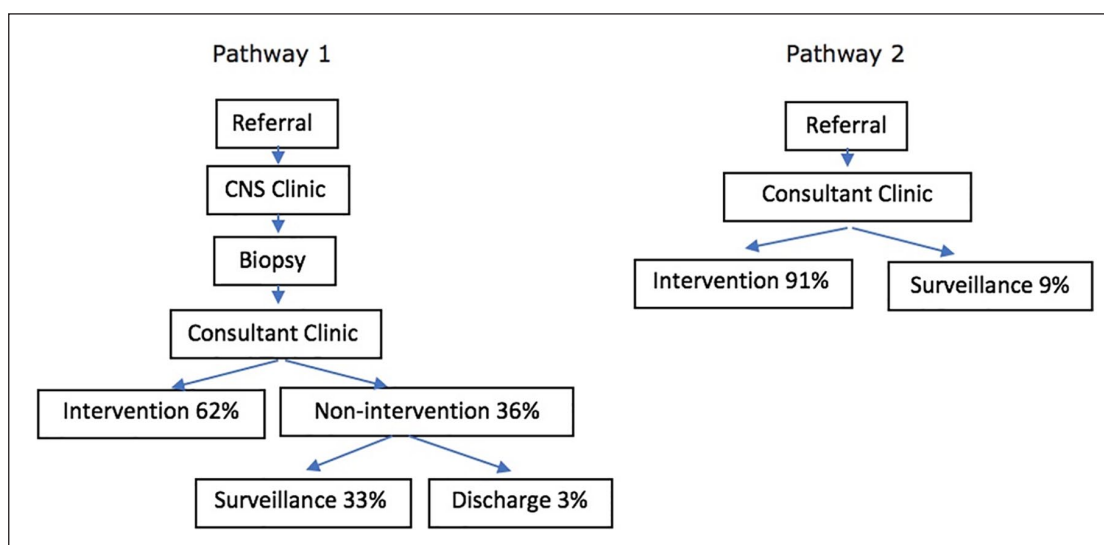 Pathway 1
Referral
CNS Clinic
Biopsy
Consultant Clinic
Intervention 62%
Non-intervention 36%
Surveillance 33%
Discharge 3%
Pathway 2
Referral
Consultant Clinic
Intervention 91%
Surveillance 9%